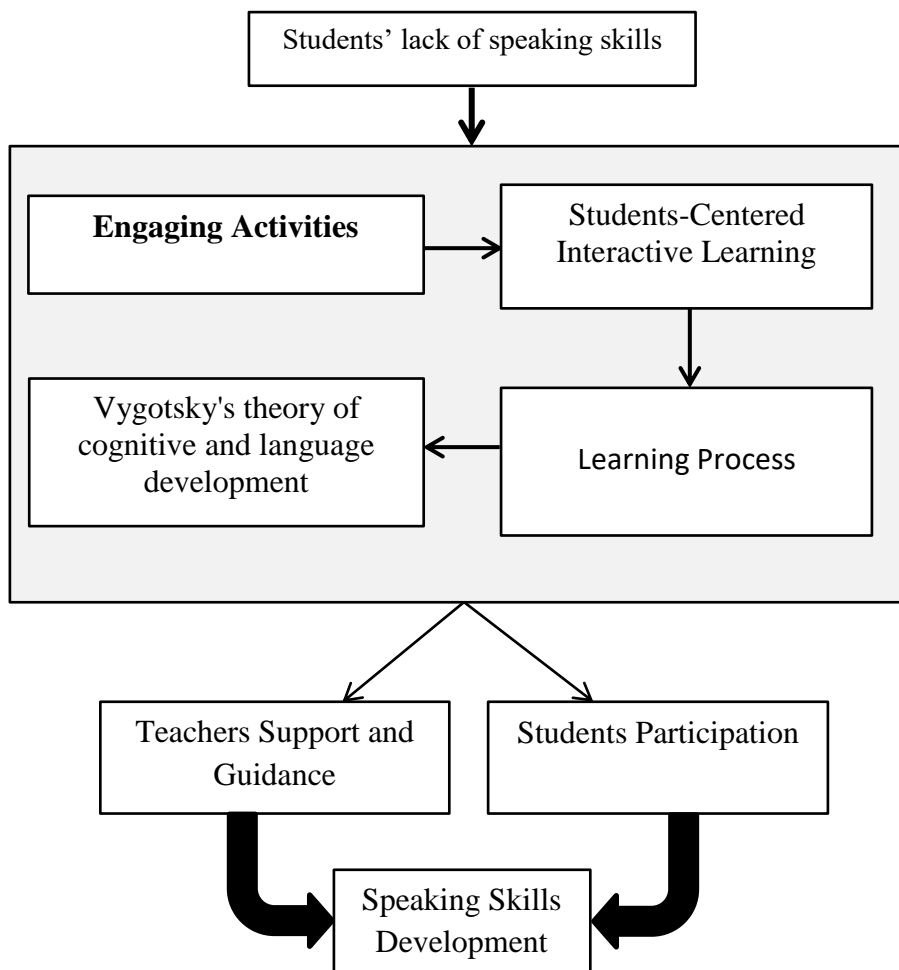 Students’ lack of speaking skills
Engaging Activities
Students-Centered
Interactive Learning
Vygotsky's theory of
cognitive and language
development
Learning Process
Teachers Support and
Guidance
Students Participation
Speaking Skills
Development